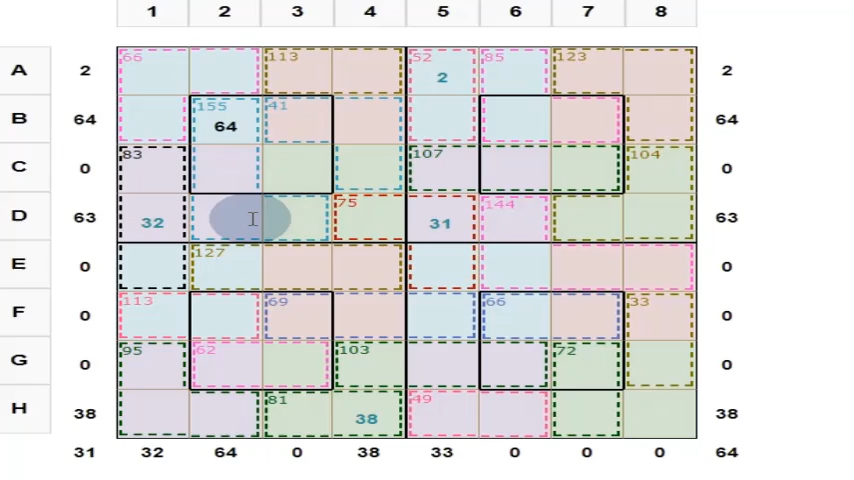 1 2 3 4 5 6 7 8
66 113 52 85 123
A 2 2 2
155 41
B 64 64 64
83 107 104
C 0 0
75 144
D 63 32 31 63
127
E 0 0
113 69 66 33
F 0 0
95 62 103 72
G 0 0
81 49
H 38 38 38
31 32 64 0 38 33 0 0 0 64